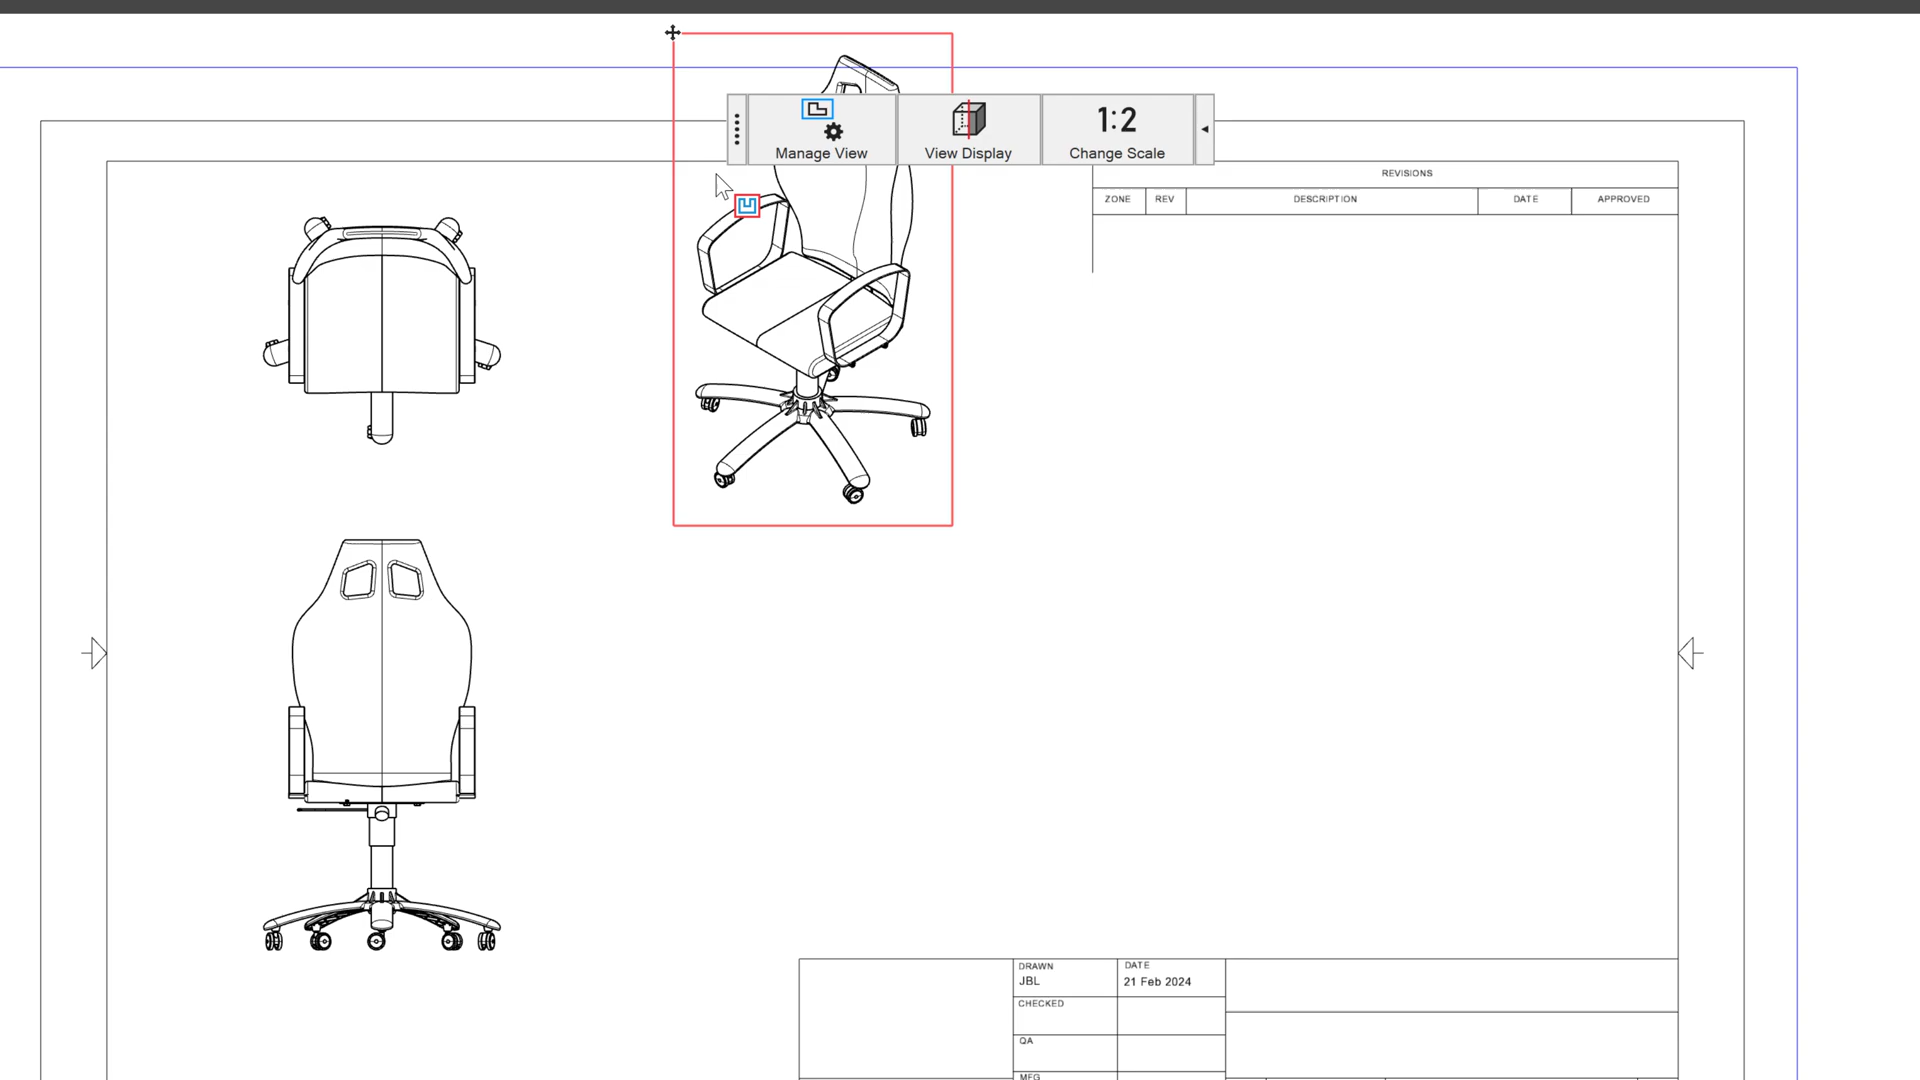 1:2
Manage View
View Display
Change Scale
REVISIONS
ZONE REV DESCRIPTION DATE APPROVED
DRAWN DATE
JBL 21 Feb 2024
CHECKED
QA
MFG